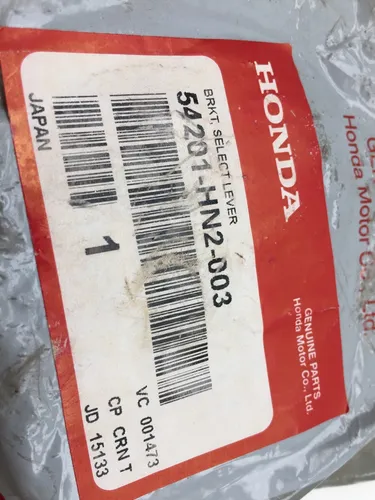 HONDA
GENUINE PARTS
Honda Motor Co., Ltd.
BRKT, SELECT LEVER
54201-HN2-003
VC 001473
1
CP CRN T
JAPAN
JD 15133
Honda Motor Co., Ltd.